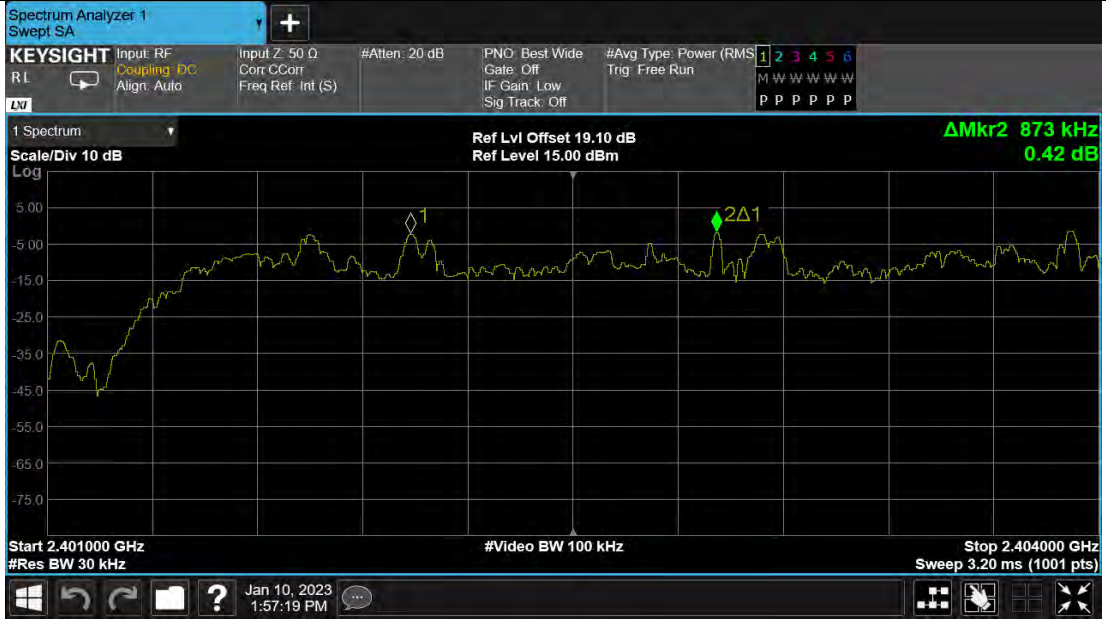 Spectrum Analyzer 1
Swept SA
+
KEYSIGHT
RL
LXI
Input: RF
Coupling: DC
Align: Auto
Input Z: 50 Ω
Corr CCorr
Freq Ref: Int (S)
#Atten: 20 dB
PNO: Best Wide
Gate: Off
IF Gain: Low
Sig Track: Off
#Avg Type: Power (RMS
Trig: Free Run
1 2 3 4 5 6
M W W W W W
P P P P P P
1 Spectrum
Scale/Div 10 dB
Ref Lvl Offset 19.10 dB
Ref Level 15.00 dBm
ΔMkr2 873 kHz
0.42 dB
Log
5.00
-5.00
-15.0
-25.0
-35.0
-45.0
-55.0
-65.0
-75.0
1
2Δ1
Start 2.401000 GHz
#Res BW 30 kHz
#Video BW 100 kHz
Stop 2.404000 GHz
Sweep 3.20 ms (1001 pts)
?
Jan 10, 2023
1:57:19 PM